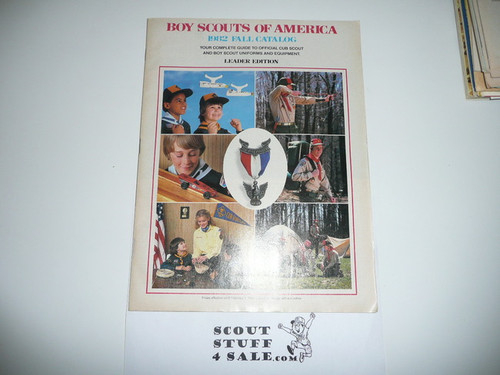 BOY SCOUTS OF AMERICA
1982 FALL CATALOG
YOUR COMPLETE GUIDE TO OFFICIAL CUB SCOUT
AND BOY SCOUT UNIFORMS AND EQUIPMENT.
LEADER EDITION
SCOUT
STUFF
4 SALE.com